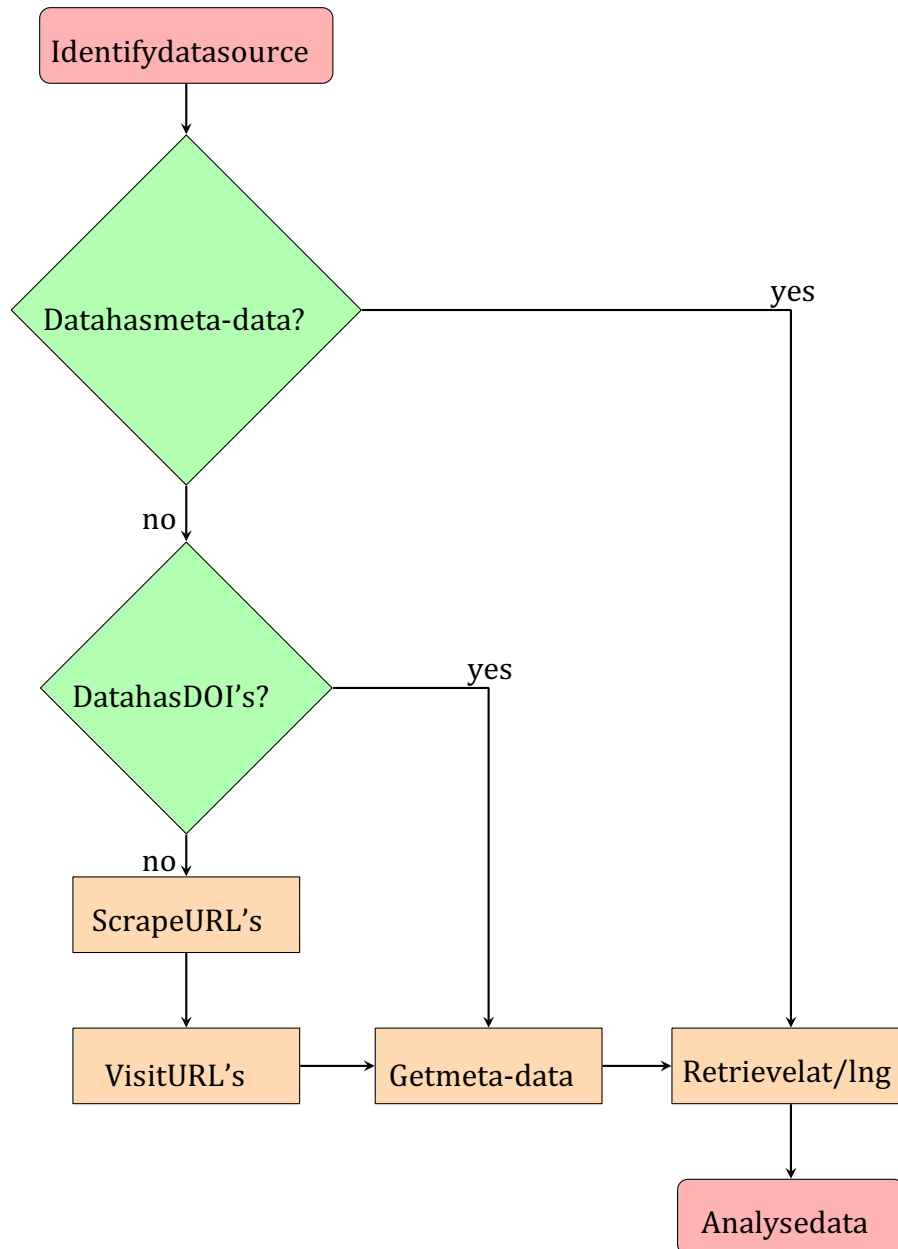 Identifydatasource
yes
Datahasmeta-data?
no
yes
DatahasDOI’s?
no
ScrapeURL’s
VisitURL’s
Getmeta-data
Retrievelat/lng
Analysedata